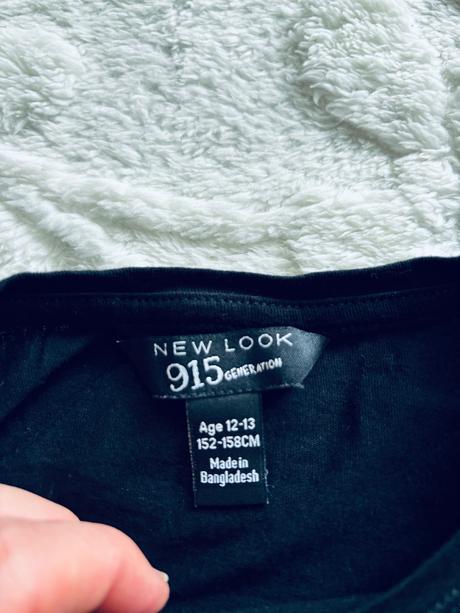 NEW LOOK
915 GENERATION
Age 12-13
152-158CM
Made in
Bangladesh